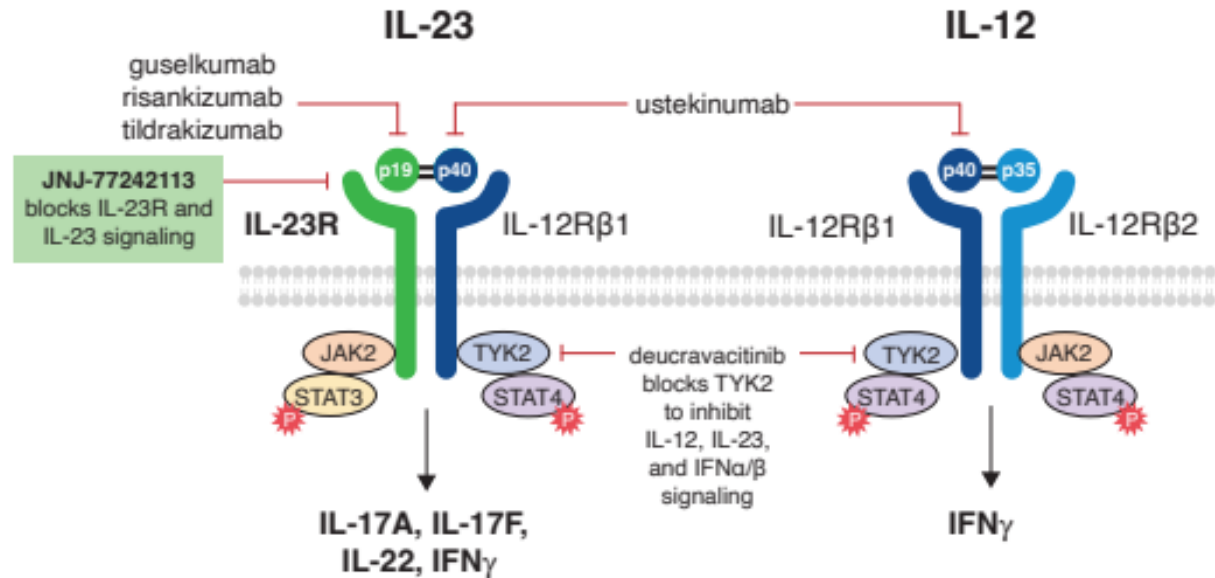 IL-23
IL-12
guselkumab
risankizumab
tildrakizumab
ustekinumab
p19
p40
p40
p35
JNJ-77242113
blocks IL-23R and
IL-23 signaling
IL-23R
IL-12Rβ1
IL-12Rβ1
IL-12Rβ2
JAK2
TYK2
STAT3
STAT4
P
P
deucravacitinib
blocks TYK2
to inhibit
IL-12, IL-23,
and IFNα/β
signaling
TYK2
JAK2
STAT4
STAT4
P
P
IL-17A, IL-17F,
IL-22, IFNγ
IFNγ